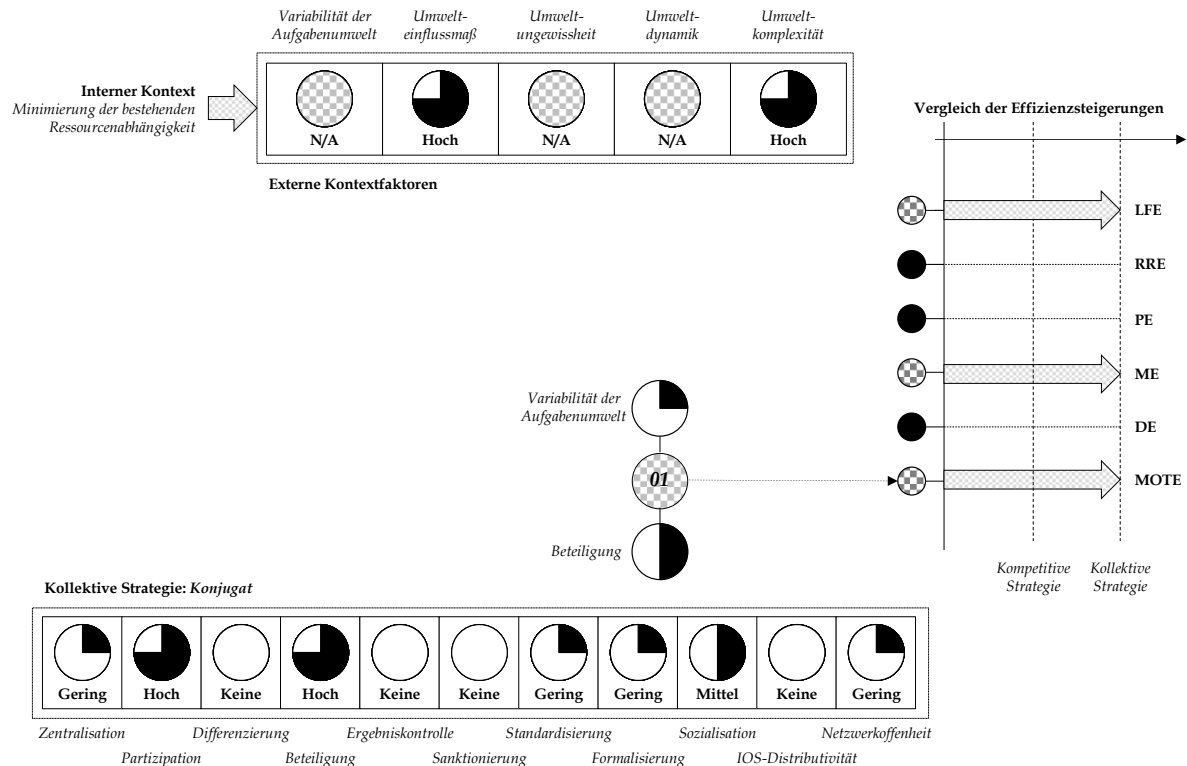 Variabilität der
Aufgabenumwelt
Umwelt-
einflussmaß
Umwelt-
ungewissheit
Umwelt-
dynamik
Umwelt-
komplexität
Interner Kontext
Minimierung der bestehenden
Ressourcenabhängigkeit
N/A
Hoch
N/A
N/A
Hoch
Externe Kontextfaktoren
Vergleich der Effizienzsteigerungen
LFE
RRE
PE
ME
DE
MOTE
Kompetitive
Strategie
Kollektive
Strategie
Variabilität der
Aufgabenumwelt
01
Beteiligung
Kollektive Strategie: Konjugat
Gering
Hoch
Keine
Hoch
Keine
Keine
Gering
Gering
Mittel
Keine
Gering
Zentralisation
Differenzierung
Ergebniskontrolle
Standardisierung
Sozialisation
Netzwerkoffenheit
Partizipation
Beteiligung
Sanktionierung
Formalisierung
IOS-Distributivität